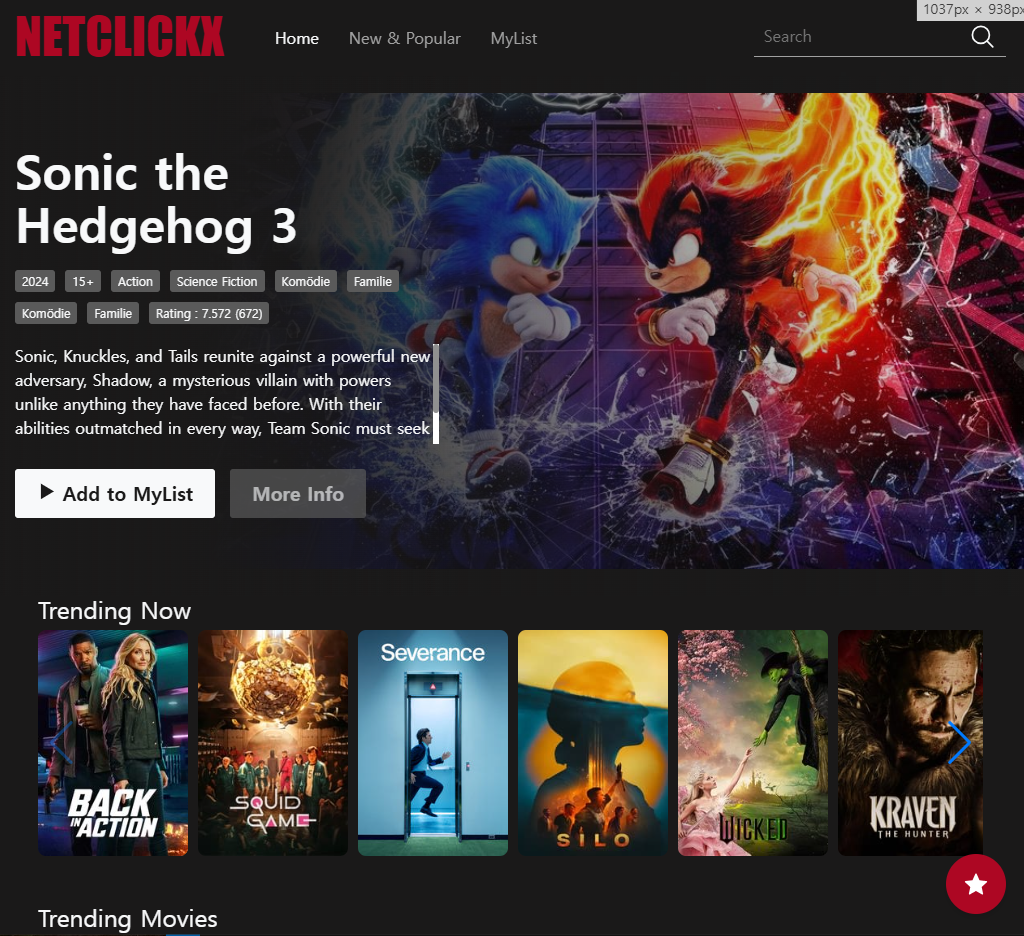 1037px × 938px
NETCLICKX
Home
New & Popular
MyList
Search
Sonic the
Hedgehog 3
2024
15+
Action
Science Fiction
Komödie
Familie
Komödie
Familie
Rating : 7.572 (672)
Sonic, Knuckles, and Tails reunite against a powerful new
adversary, Shadow, a mysterious villain with powers
unlike anything they have faced before. With their
abilities outmatched in every way, Team Sonic must seek
Add to MyList
More Info
Trending Now
BACK
IN ACTION
SQUID
GAME
Severance
SILO
WICKED
KRAVEN
THE HUNTER
Trending Movies